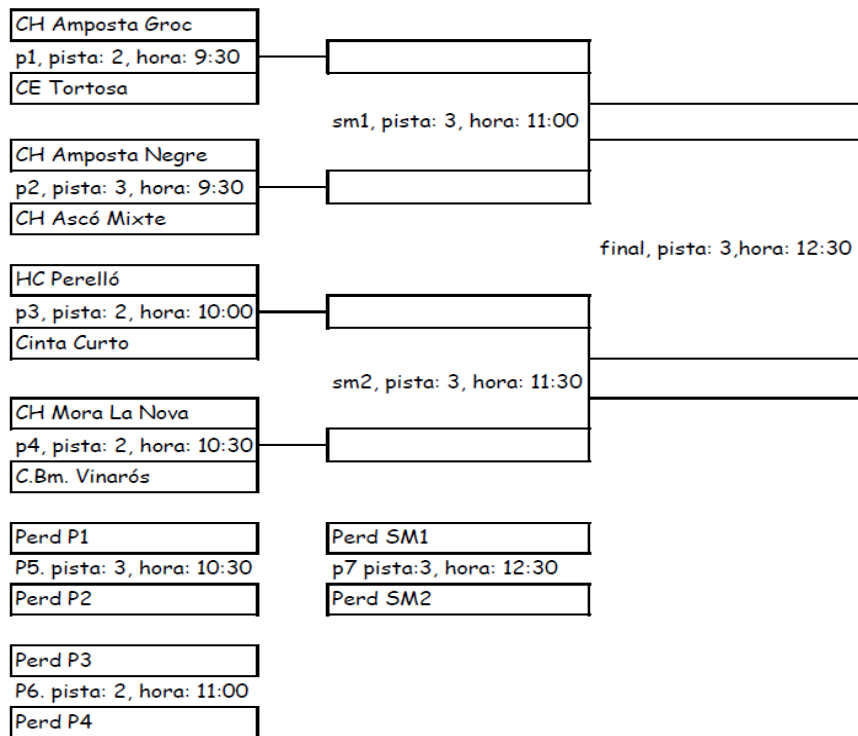 CH Amposta Groc
p1, pista: 2, hora: 9:30
CE Tortosa
sm1, pista: 3, hora: 11:00
CH Amposta Negre
p2, pista: 3, hora: 9:30
CH Ascó Mixte
final, pista: 3,hora: 12:30
HC Perelló
p3, pista: 2, hora: 10:00
Cinta Curto
sm2, pista: 3, hora: 11:30
CH Mora La Nova
p4, pista: 2, hora: 10:30
C.Bm. Vinarós
Perd P1
P5. pista: 3, hora: 10:30
Perd P2
Perd SM1
p7 pista:3, hora: 12:30
Perd SM2
Perd P3
P6. pista: 2, hora: 11:00
Perd P4